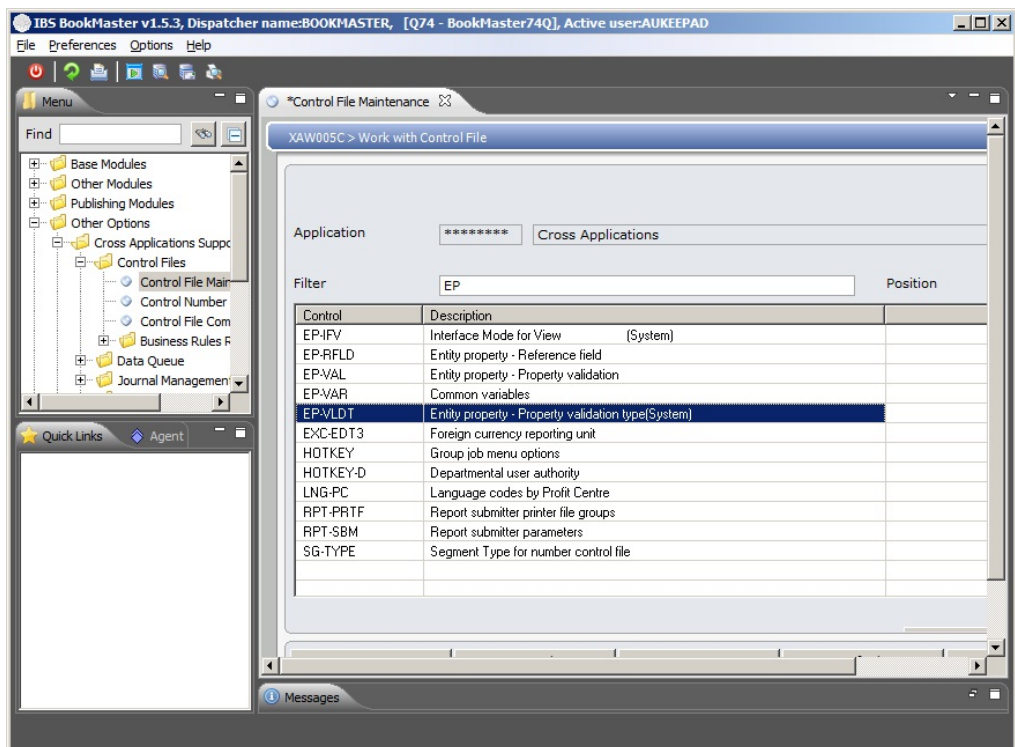 IBS BookMaster v1.5.3, Dispatcher name:BOOKMASTER, [Q74 - BookMaster74Q], Active user:AUKEEPAD
File Preferences Options Help
Menu
Find
Base Modules
Other Modules
Publishing Modules
Other Options
Cross Applications Suppo
Control Files
Control File Main
Control Number
Control File Com
Business Rules R
Data Queue
Journal Management
Quick Links
Agent
*Control File Maintenance
XAW005C > Work with Control File
Application ******** Cross Applications
Filter EP Position
Control Description
EP-IFV Interface Mode for View (System)
EP-RFLD Entity property - Reference field
EP-VAL Entity property - Property validation
EP-VAR Common variables
EP-VLDT Entity property - Property validation type(System)
EXC-EDT3 Foreign currency reporting unit
HOTKEY Group job menu options
HOTKEY-D Departmental user authority
LNG-PC Language codes by Profit Centre
RPT-PRTF Report submitter printer file groups
RPT-SBM Report submitter parameters
SG-TYPE Segment Type for number control file
Messages